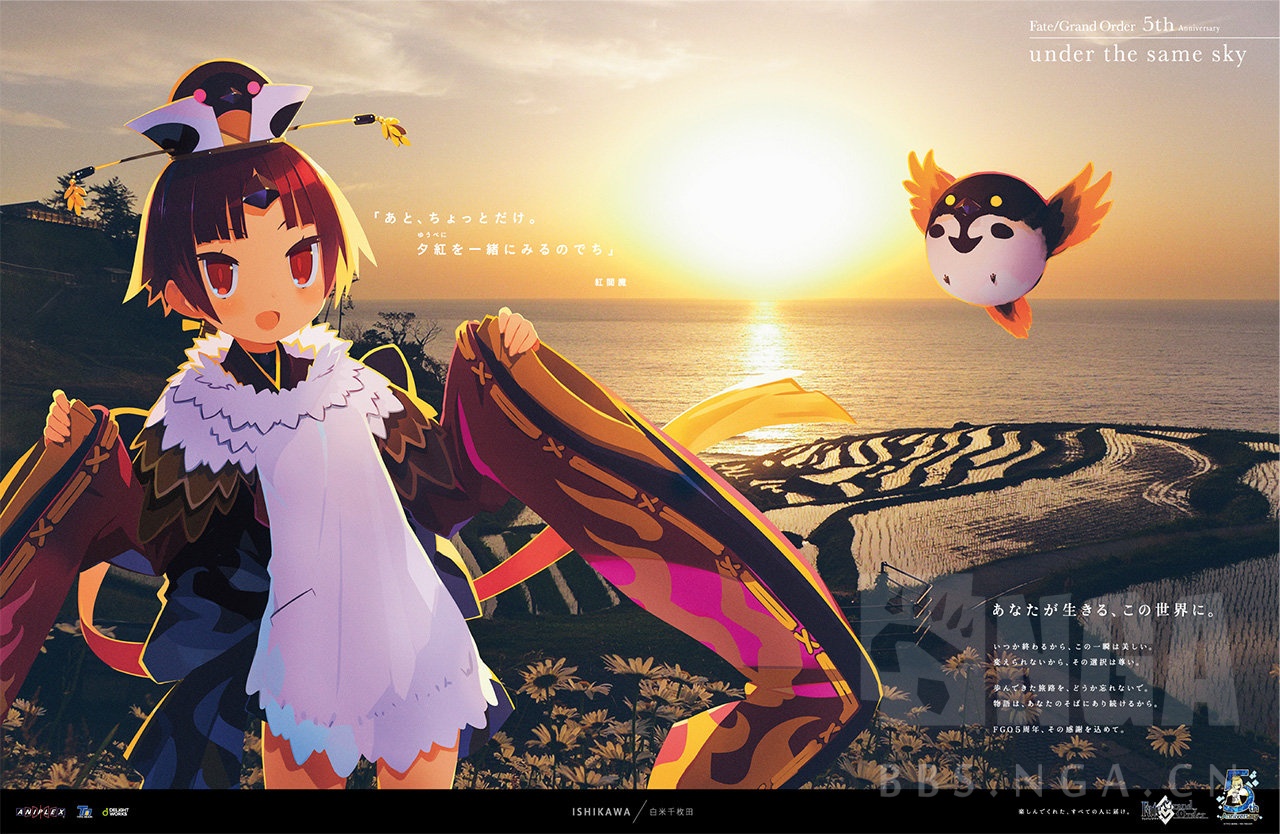 Fate/Grand Order 5th Anniversary
under the same sky
「あと、ちょっとだけ。
ゆうべに
夕紅を一緒にみるのでち」
紅閻魔
あなたが生きる、この世界に。
いつか終わるから、この一瞬は美しい。
変えられないから、その選択は尊い。
歩んできた旅路を、どうか忘れないで。
物語は、あなたのそばにあり続けるから。
FGO5周年、その感謝を込めて。
NGA
BBS.NGA.CN
ANIPLEX
DELIGHT WORKS
ISHIKAWA / 白米千枚田
楽しんでくれた、すべての人に届け。
Fate Grand Order
5th Anniversary